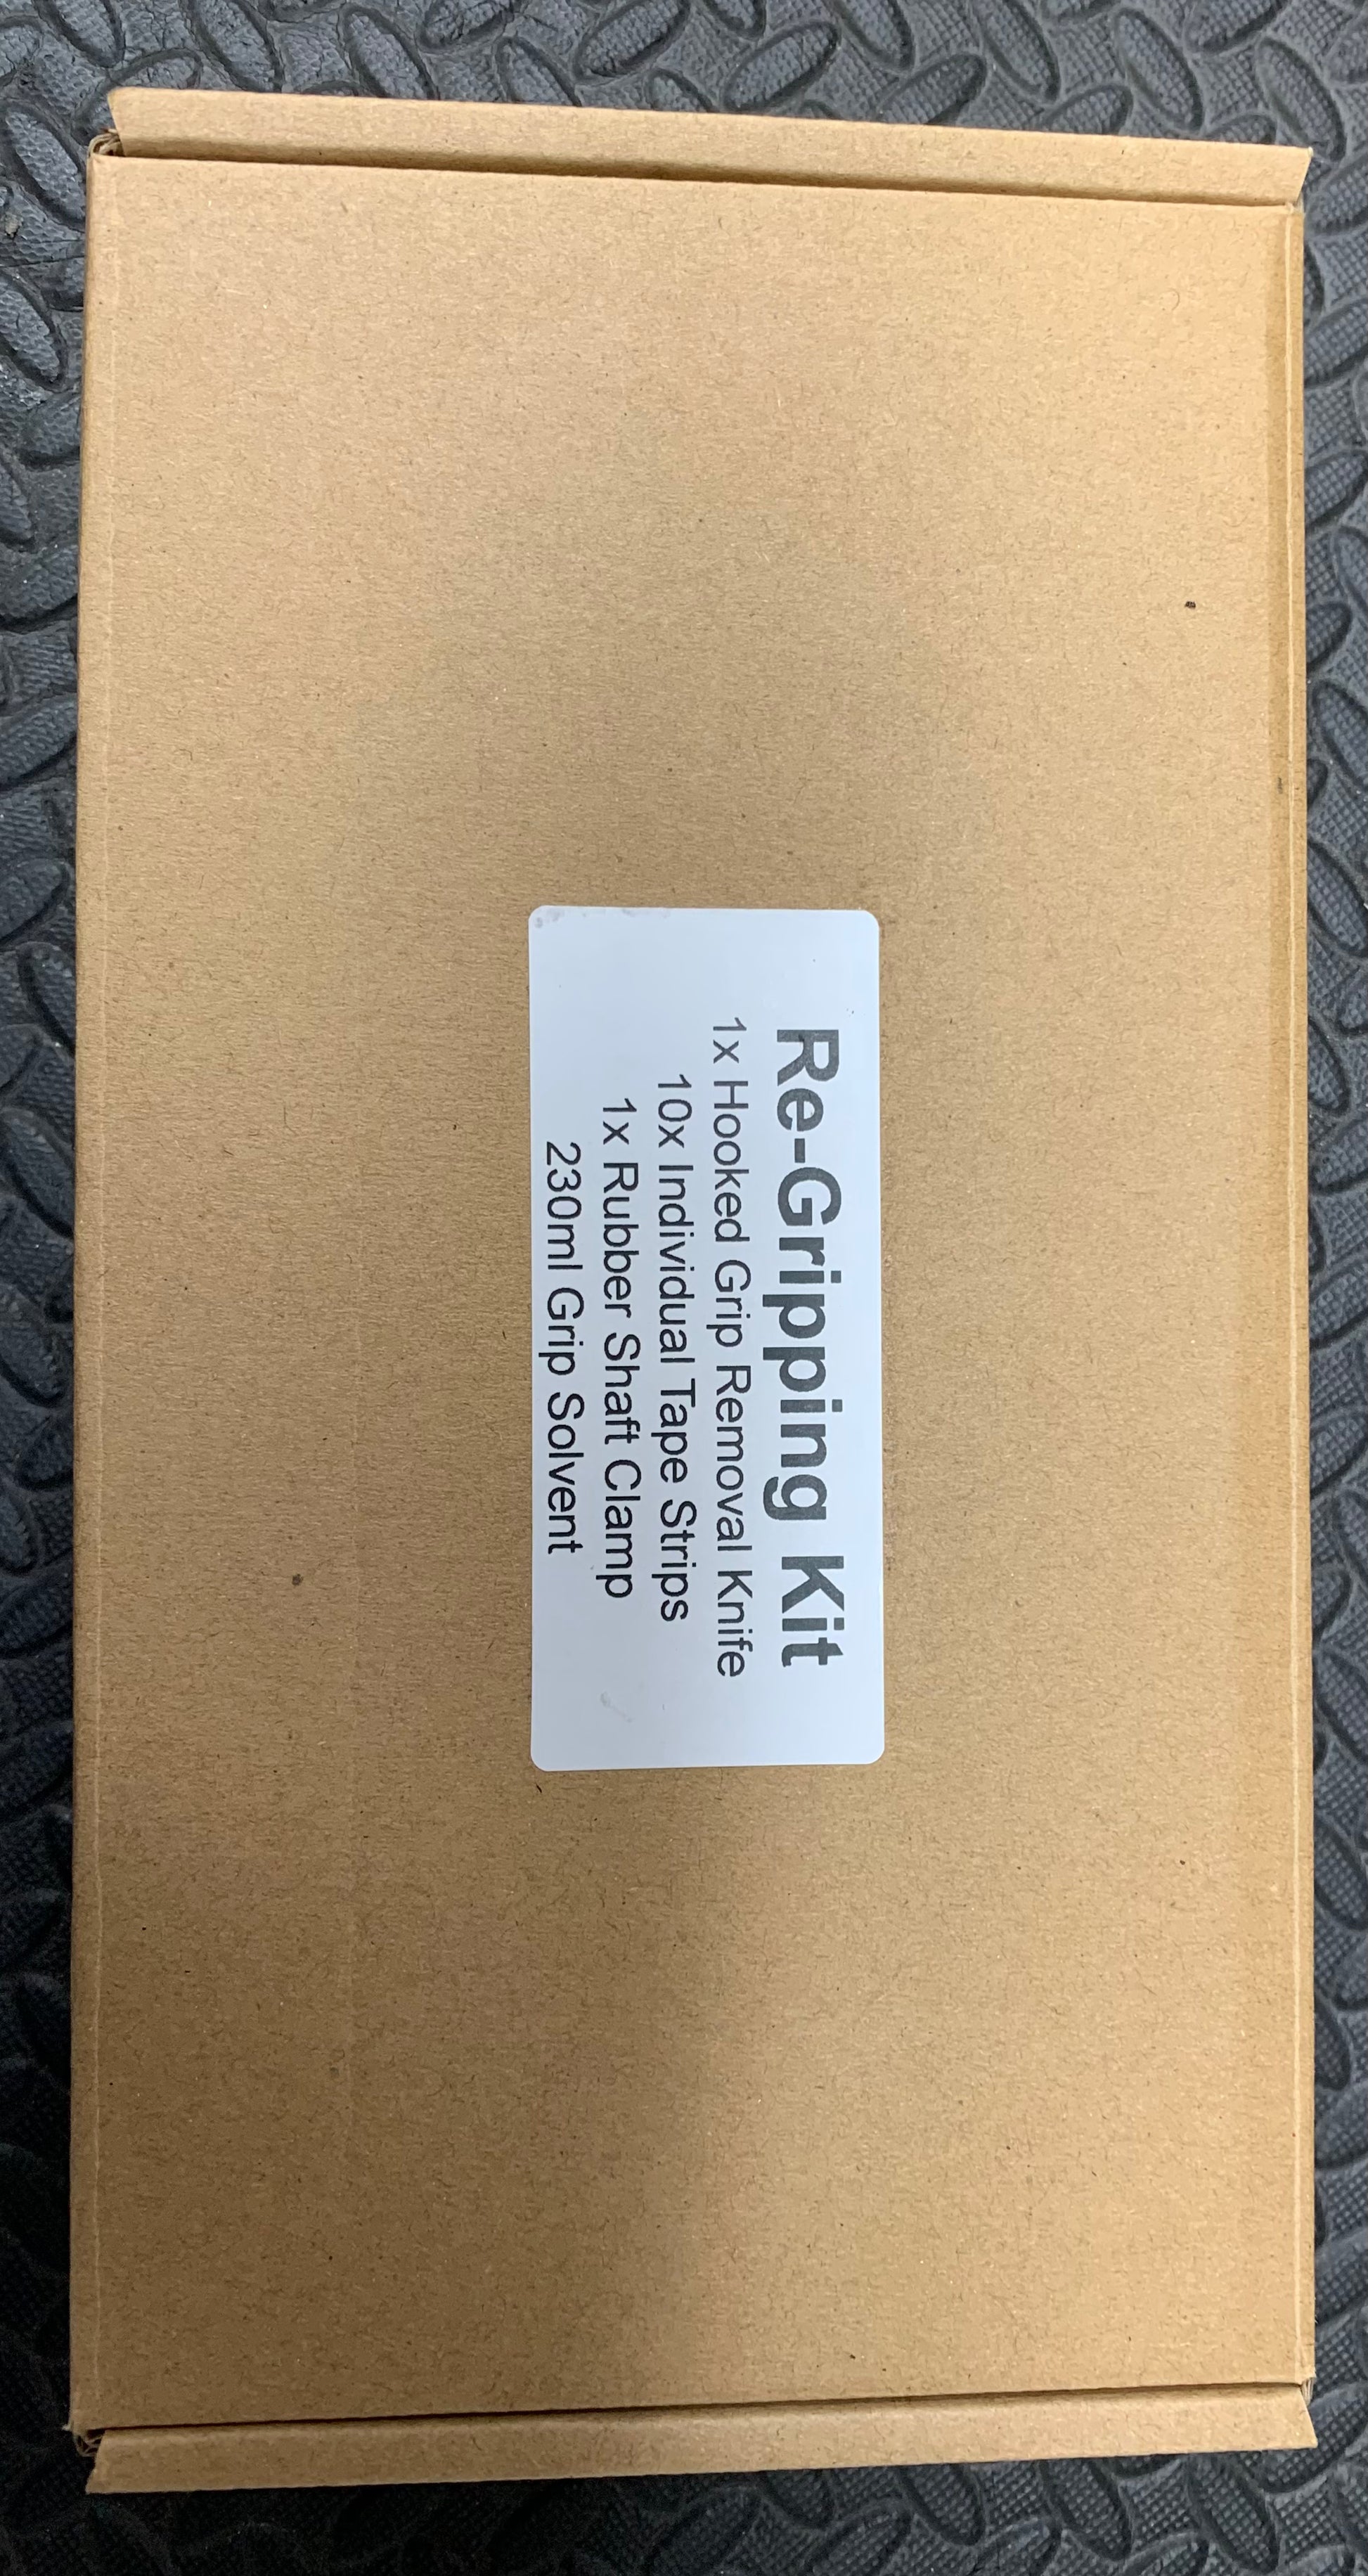 Re-Gripping Kit
1x Hooked Grip Removal Knife
10x Individual Tape Strips
1x Rubber Shaft Clamp
230ml Grip Solvent